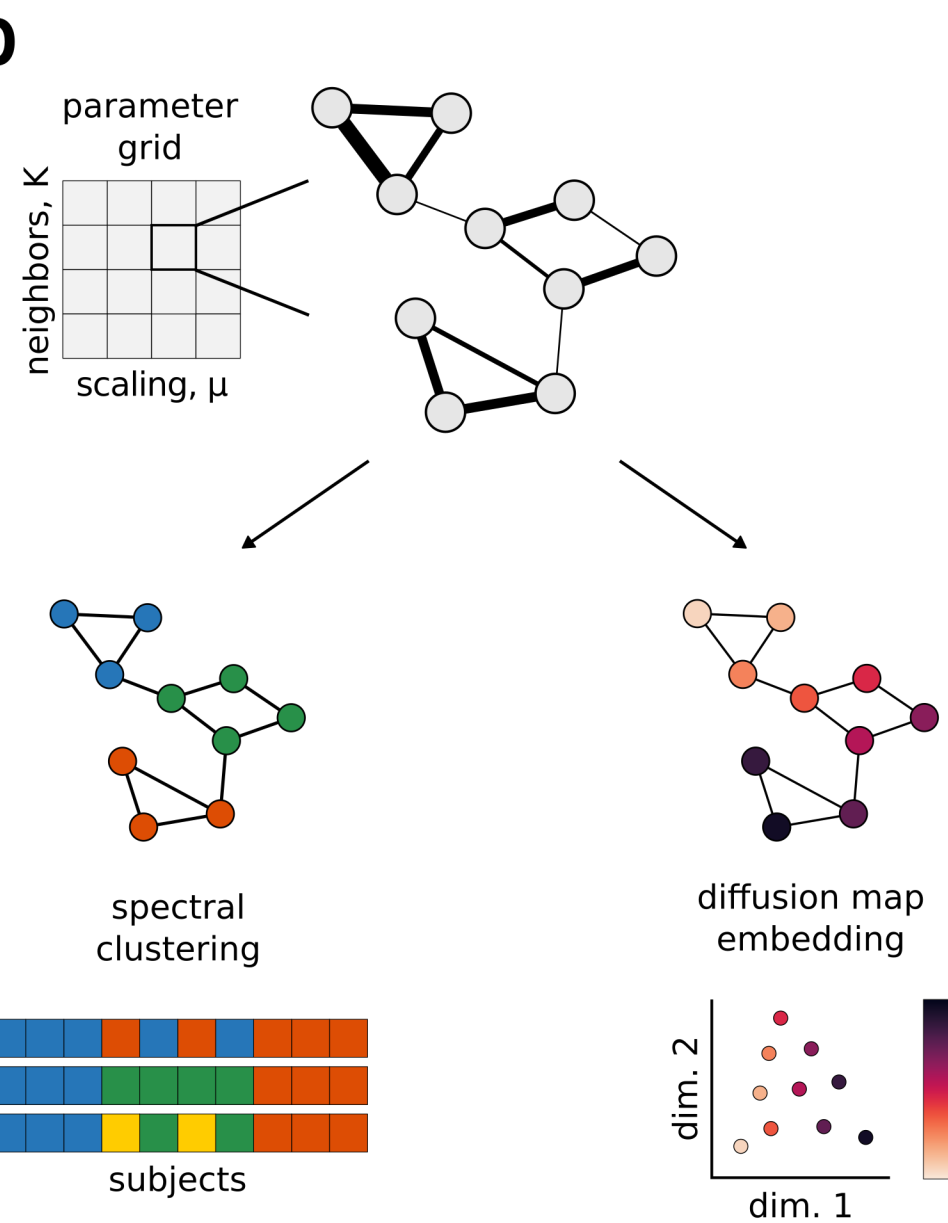 parameter
grid
neighbors, K
scaling, μ
spectral
clustering
diffusion map
embedding
subjects
dim. 2
dim. 1